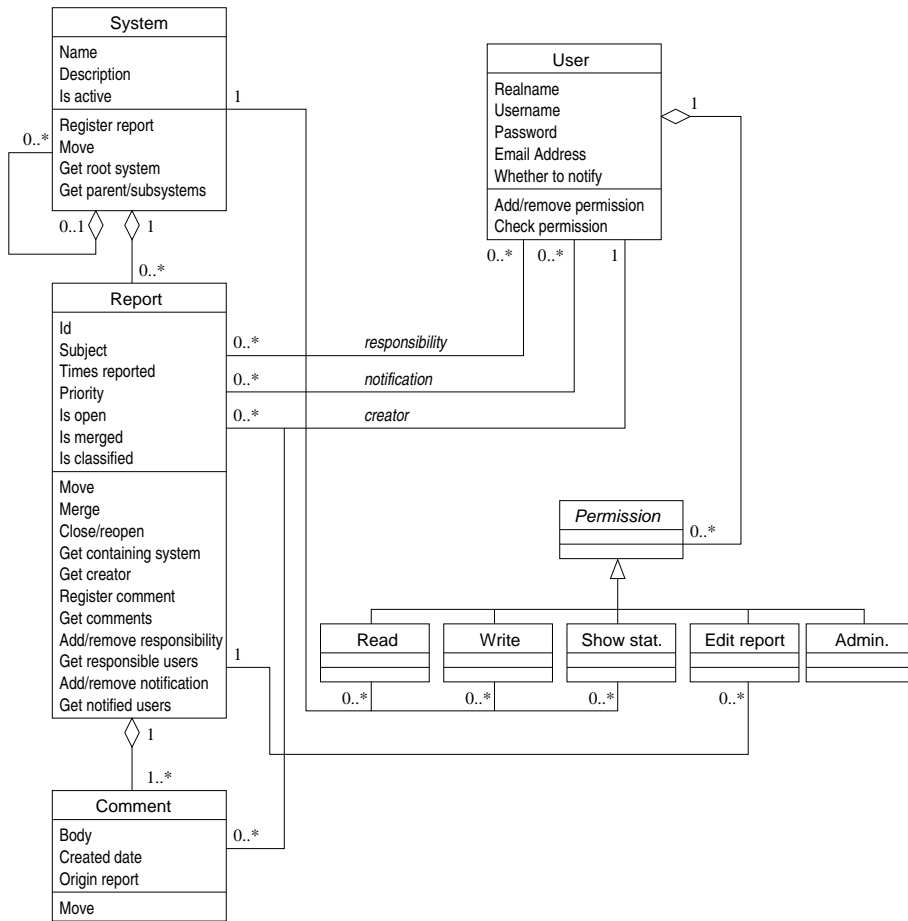 System
Name
Description
Is active
Register report
Move
Get root system
Get parent/subsystems
1
0..*
0..1
1
0..*
User
Realname
Username
Password
Email Address
Whether to notify
Add/remove permission
Check permission
1
0..*
0..*
1
Report
Id
Subject
Times reported
Priority
Is open
Is merged
Is classified
Move
Merge
Close/reopen
Get containing system
Get creator
Register comment
Get comments
Add/remove responsibility
Get responsible users
Add/remove notification
Get notified users
0..*
responsibility
0..*
notification
0..*
creator
1
1
1..*
Permission
0..*
Read
Write
Show stat.
Edit report
Admin.
0..*
0..*
0..*
0..*
Comment
Body
Created date
Origin report
Move
0..*